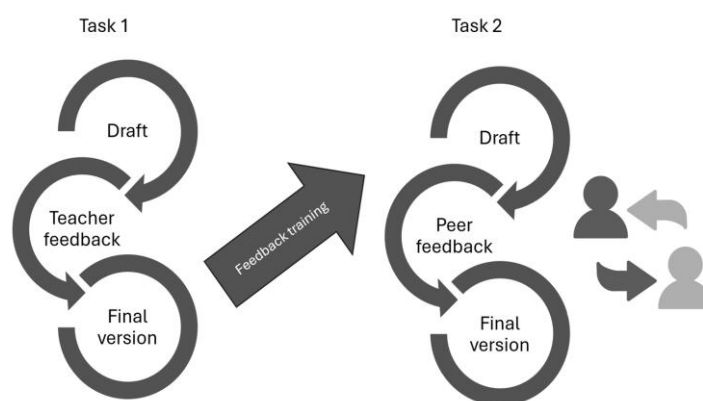 Task 1
Draft
Teacher
feedback
Final
version
Feedback training
Task 2
Draft
Peer
feedback
Final
version